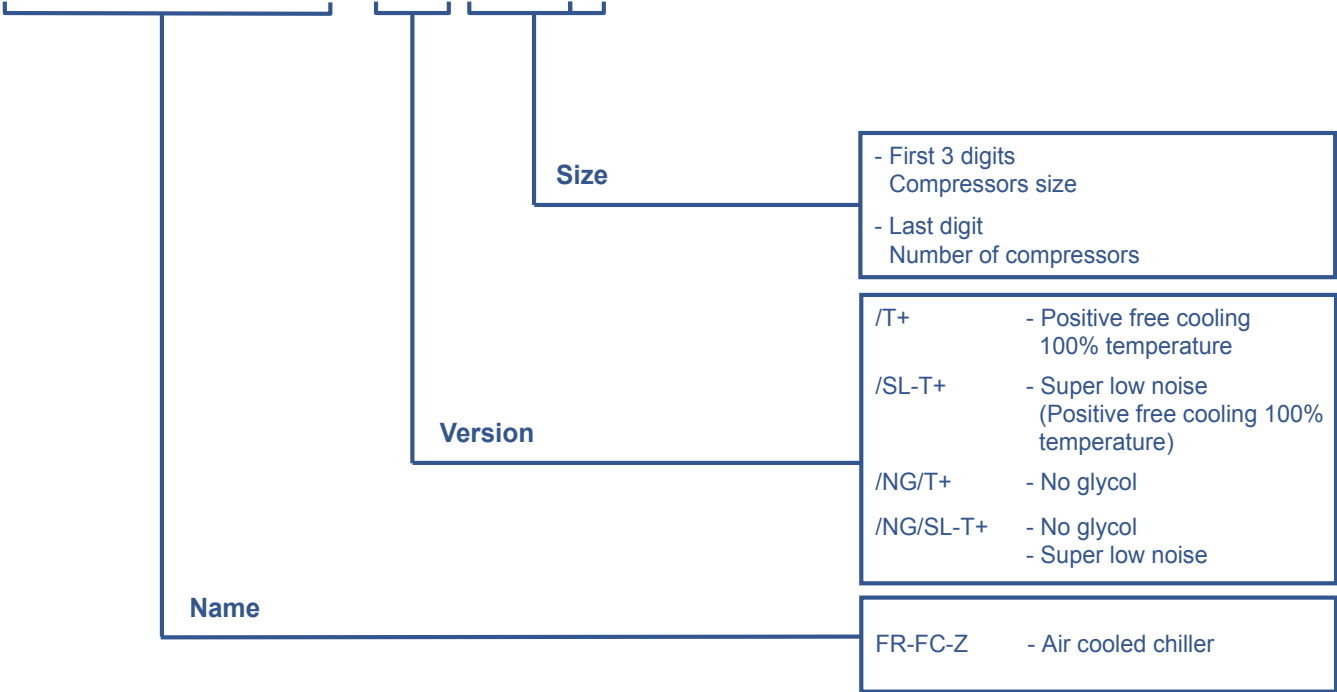 Size
- First 3 digits
Compressors size
- Last digit
Number of compressors
Version
/T+ - Positive free cooling
100% temperature
/SL-T+ - Super low noise
(Positive free cooling 100%
temperature)
/NG/T+ - No glycol
/NG/SL-T+ - No glycol
- Super low noise
Name
FR-FC-Z - Air cooled chiller